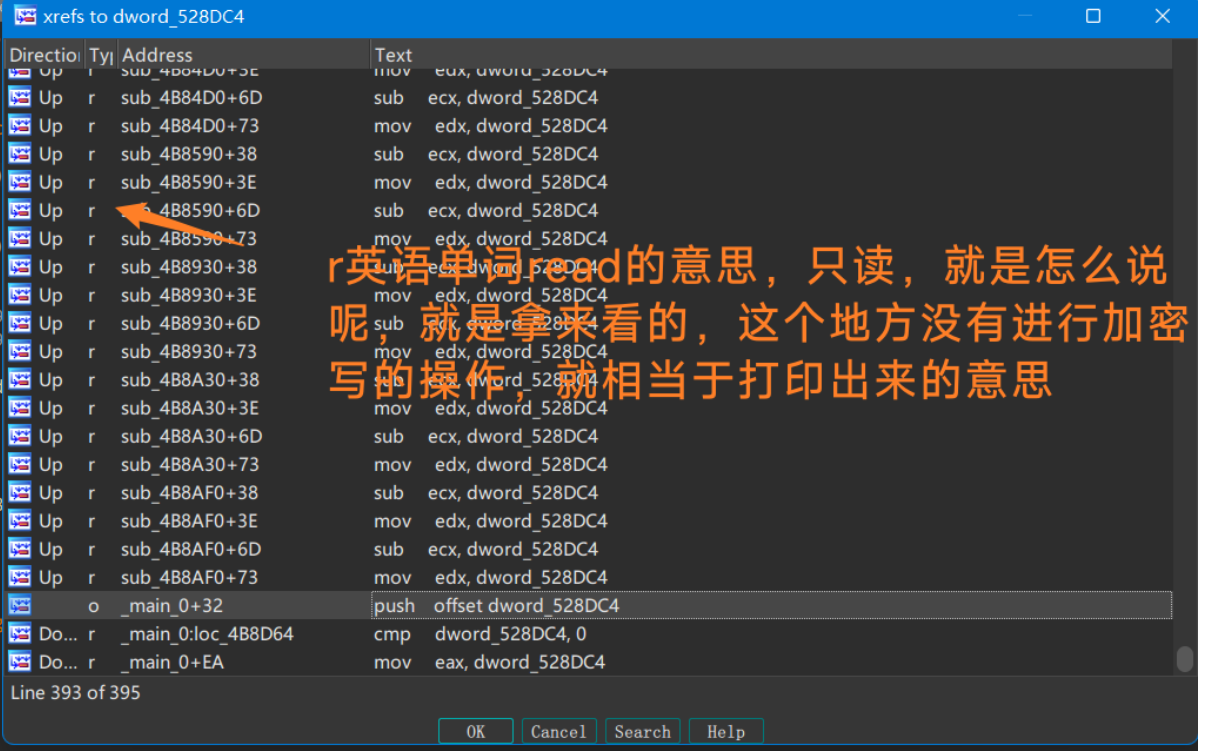 xrefs to dword_528DC4
Directio Typ Address Text
Up r sub_4B84D0+3E mov edx, dword_528DC4
Up r sub_4B84D0+6D sub ecx, dword_528DC4
Up r sub_4B84D0+73 mov edx, dword_528DC4
Up r sub_4B8590+38 sub ecx, dword_528DC4
Up r sub_4B8590+3E mov edx, dword_528DC4
Up r sub_4B8590+6D sub ecx, dword_528DC4
Up r sub_4B8590+73 mov edx, dword_528DC4
Up r sub_4B8930+38 sub ecx, dword_528DC4
Up r sub_4B8930+3E mov edx, dword_528DC4
Up r sub_4B8930+6D sub ecx, dword_528DC4
Up r sub_4B8930+73 mov edx, dword_528DC4
Up r sub_4B8A30+38 sub ecx, dword_528DC4
Up r sub_4B8A30+3E mov edx, dword_528DC4
Up r sub_4B8A30+6D sub ecx, dword_528DC4
Up r sub_4B8A30+73 mov edx, dword_528DC4
Up r sub_4B8AF0+38 sub ecx, dword_528DC4
Up r sub_4B8AF0+3E mov edx, dword_528DC4
Up r sub_4B8AF0+6D sub ecx, dword_528DC4
Up r sub_4B8AF0+73 mov edx, dword_528DC4
o _main_0+32 push offset dword_528DC4
Do... r _main_0:loc_4B8D64 cmp dword_528DC4, 0
Do... r _main_0+EA mov eax, dword_528DC4
r英语单词read的意思，只读，就是怎么说
呢，就是拿来看的，这个地方没有进行加密
写的操作，就相当于打印出来的意思
Line 393 of 395
OK Cancel Search Help